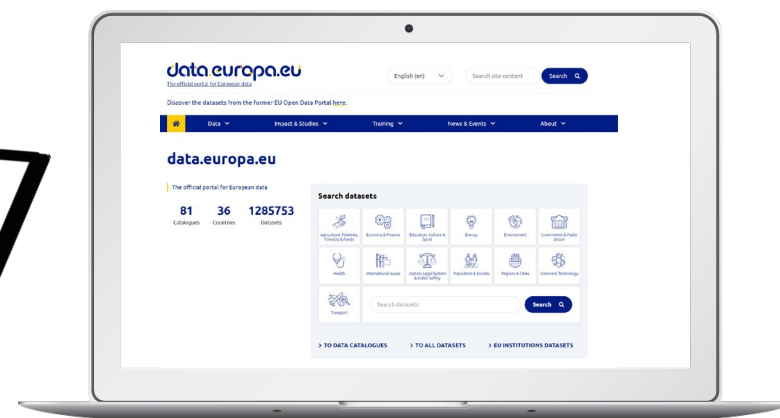 data.europa.eu
The official portal for European data
English (en)
Search site content
Search
Discover the datasets from the former EU Open Data Portal here.
Data
Impact & Studies
Training
News & Events
About
data.europa.eu
The official portal for European data
81
Catalogues
36
Countries
1285753
Datasets
Search datasets
Agriculture, Fisheries,
Forestry & Foods
Economy & Finance
Education, Culture &
Sport
Energy
Environment
Government & Public
Sector
Health
International Issues
Justice, Legal System
& Public Safety
Population & Society
Regions & Cities
Science & Technology
Transport
Search datasets
Search
> TO DATA CATALOGUES
> TO ALL DATASETS
> EU INSTITUTIONS DATASETS